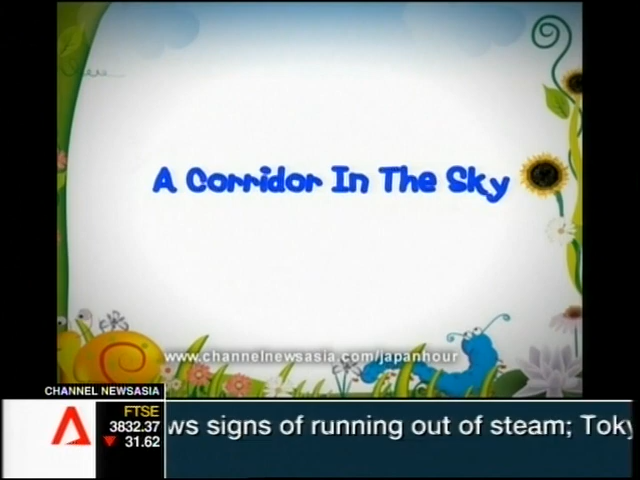 A Corridor In The Sky
www.channelnewsasia.com/japanhour
CHANNEL NEWSASIA
FTSE
3832.37
31.62
ws signs of running out of steam; Toky